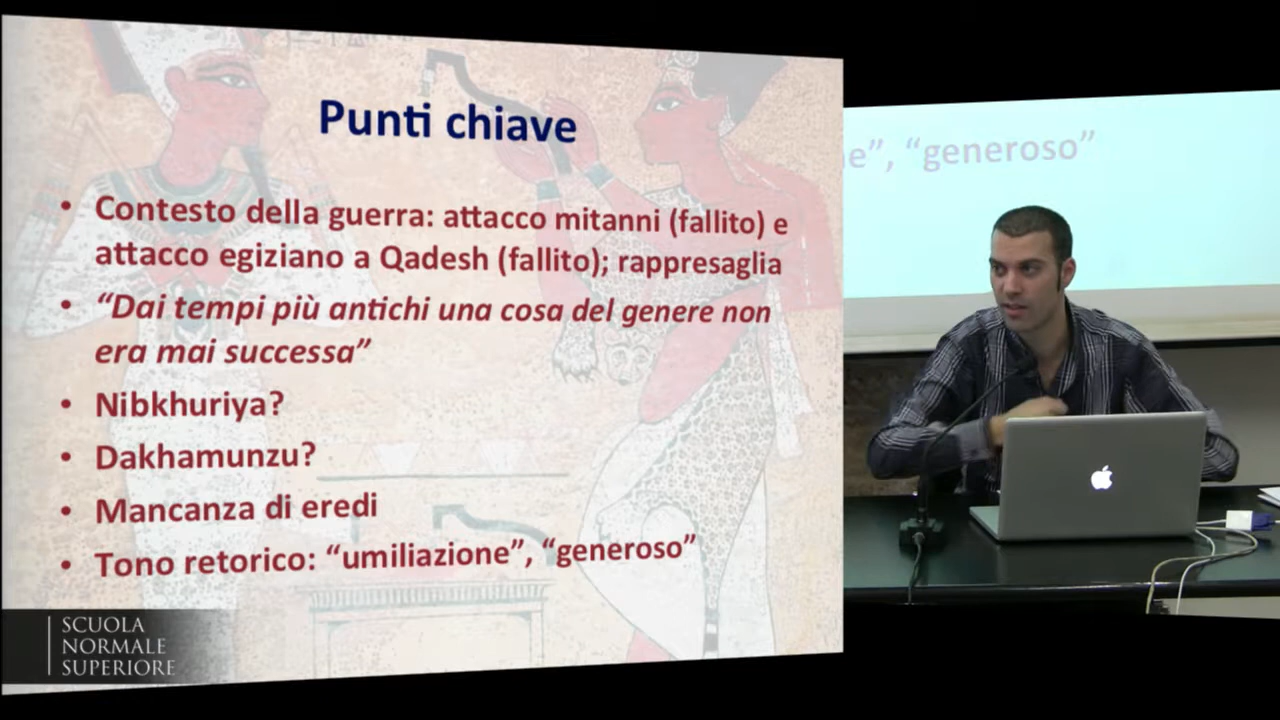 Punti chiave
• Contesto della guerra: attacco mitanni (fallito) e
attacco egiziano a Qadesh (fallito); rappresaglia
• “Dai tempi più antichi una cosa del genere non
era mai successa”
• Nibkhuriya?
• Dakhamunzu?
• Mancanza di eredi
• Tono retorico: “umiliazione”, “generoso”
SCUOLA
NORMALE
SUPERIORE
ne”, “generoso”